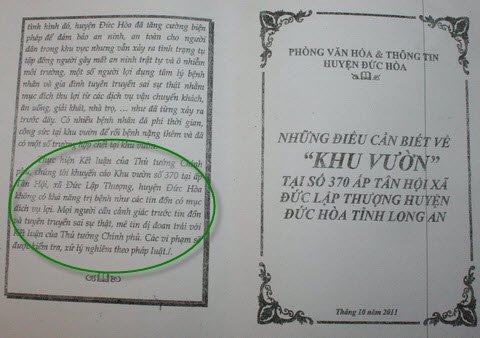 tình hình đó, huyện Đức Hòa đã tăng cường biện
pháp để đảm bảo an ninh, an toàn cho người
dân trong khu vực nhưng vẫn xảy ra tình trạng tụ
tập đông người gây mất an ninh trật tự và ô nhiễm
môi trường, một số người lợi dụng tâm lý bệnh
nhân và gia đình tuyên truyền sai sự thật nhằm
mục đích thu lợi từ các dịch vụ vận chuyển khách,
ăn uống, giải khát, nhà trọ, ... như đã từng xảy ra
trước đây. Có nhiều bệnh nhân đã phí thời gian,
công sức tại khu vườn để rồi bệnh nặng thêm và đã
có một số trường hợp chết tại khu vườn.
hực hiện Kết luận của Thủ tướng Chính
phủ, chúng tôi khuyến cáo Khu vườn số 370 ấp
Tân Hội, xã Đức Lập Thượng, huyện Đức Hòa
không có khả năng trị bệnh như các tin đồn có mục
đích vụ lợi. Mọi người cần cảnh giác trước tin đồn
và tuyên truyền sai sự thật, mê tín dị đoan trái với
kết luận của Thủ tướng Chính phủ. Các vi phạm sẽ
được kiểm tra, xử lý nghiêm theo pháp luật./.
PHÒNG VĂN HÓA & THÔNG TIN
HUYỆN ĐỨC HÒA
NHỮNG ĐIỀU CẦN BIẾT VỀ
"KHU VƯỜN"
TẠI SỐ 370 ẤP TÂN HỘI XÃ
ĐỨC LẬP THƯỢNG HUYỆN
ĐỨC HÒA TỈNH LONG AN
Tháng 10 năm 2011